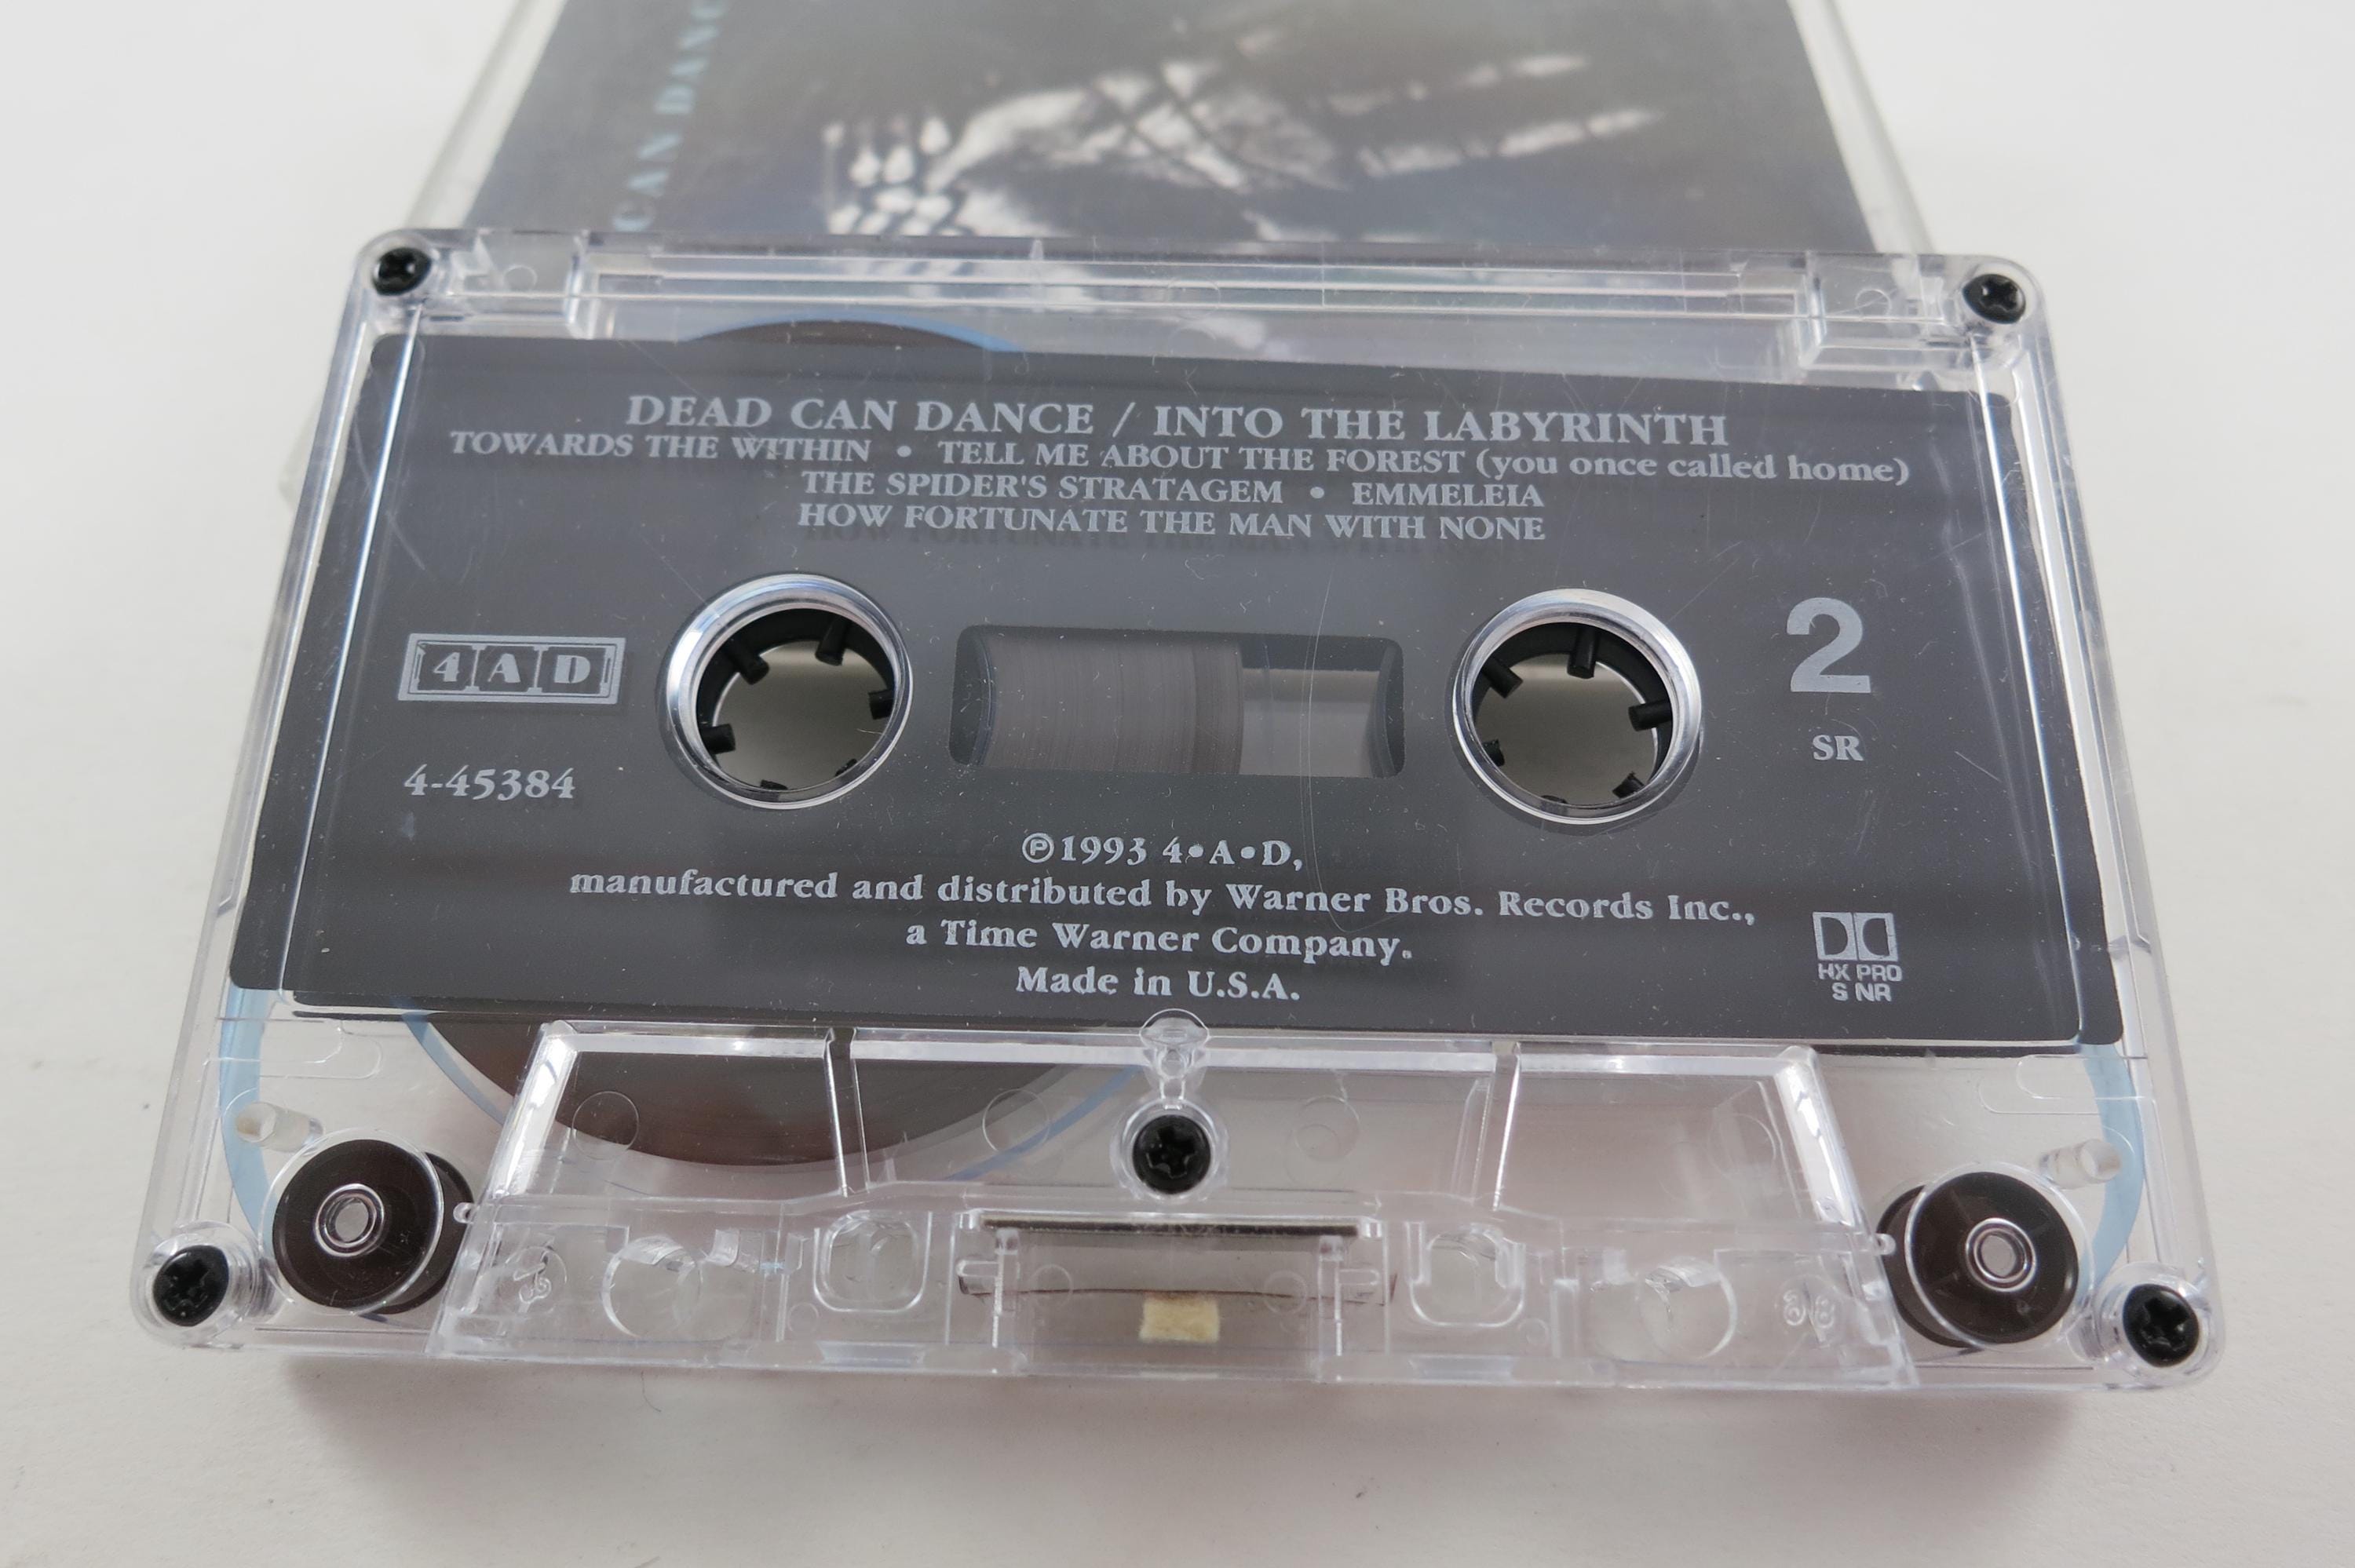 CAN DANC
DEAD CAN DANCE / INTO THE LABYRINTH
TOWARDS THE WITHIN • TELL ME ABOUT THE FOREST (you once called home)
THE SPIDER'S STRATAGEM • EMMELEIA
HOW FORTUNATE THE MAN WITH NONE
4AD
2
SR
4-45384
℗1993 4•A•D,
manufactured and distributed by Warner Bros. Records Inc.,
a Time Warner Company.
Made in U.S.A.
HX PRO
S NR